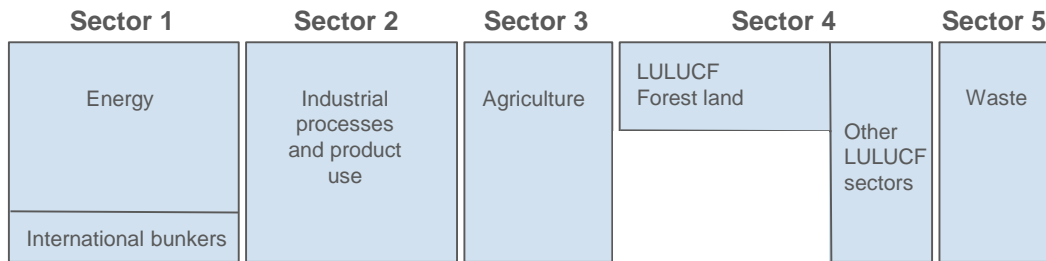 Sector 1
Sector 2
Sector 3
Sector 4
Sector 5
Energy
International bunkers
Industrial
processes
and product
use
Agriculture
LULUCF
Forest land
Other
LULUCF
sectors
Waste